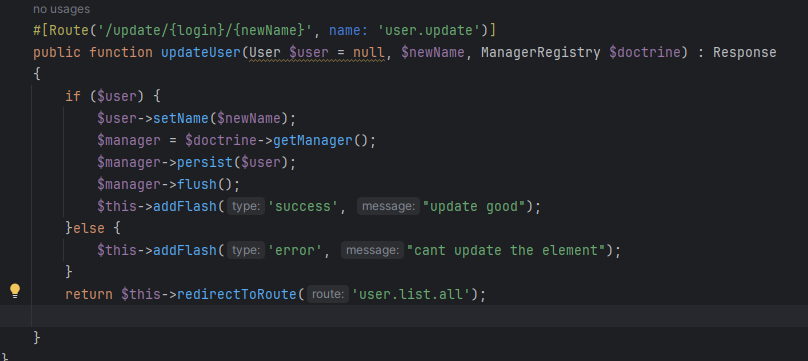 no usages
#[Route('/update/{login}/{newName}', name: 'user.update')]
public function updateUser(User $user = null, $newName, ManagerRegistry $doctrine) : Response
{
if ($user) {
$user->setName($newName);
$manager = $doctrine->getManager();
$manager->persist($user);
$manager->flush();
$this->addFlash( type: 'success', message: "update good");
}else {
$this->addFlash( type: 'error', message: "cant update the element");
}
return $this->redirectToRoute( route: 'user.list.all');
}
}